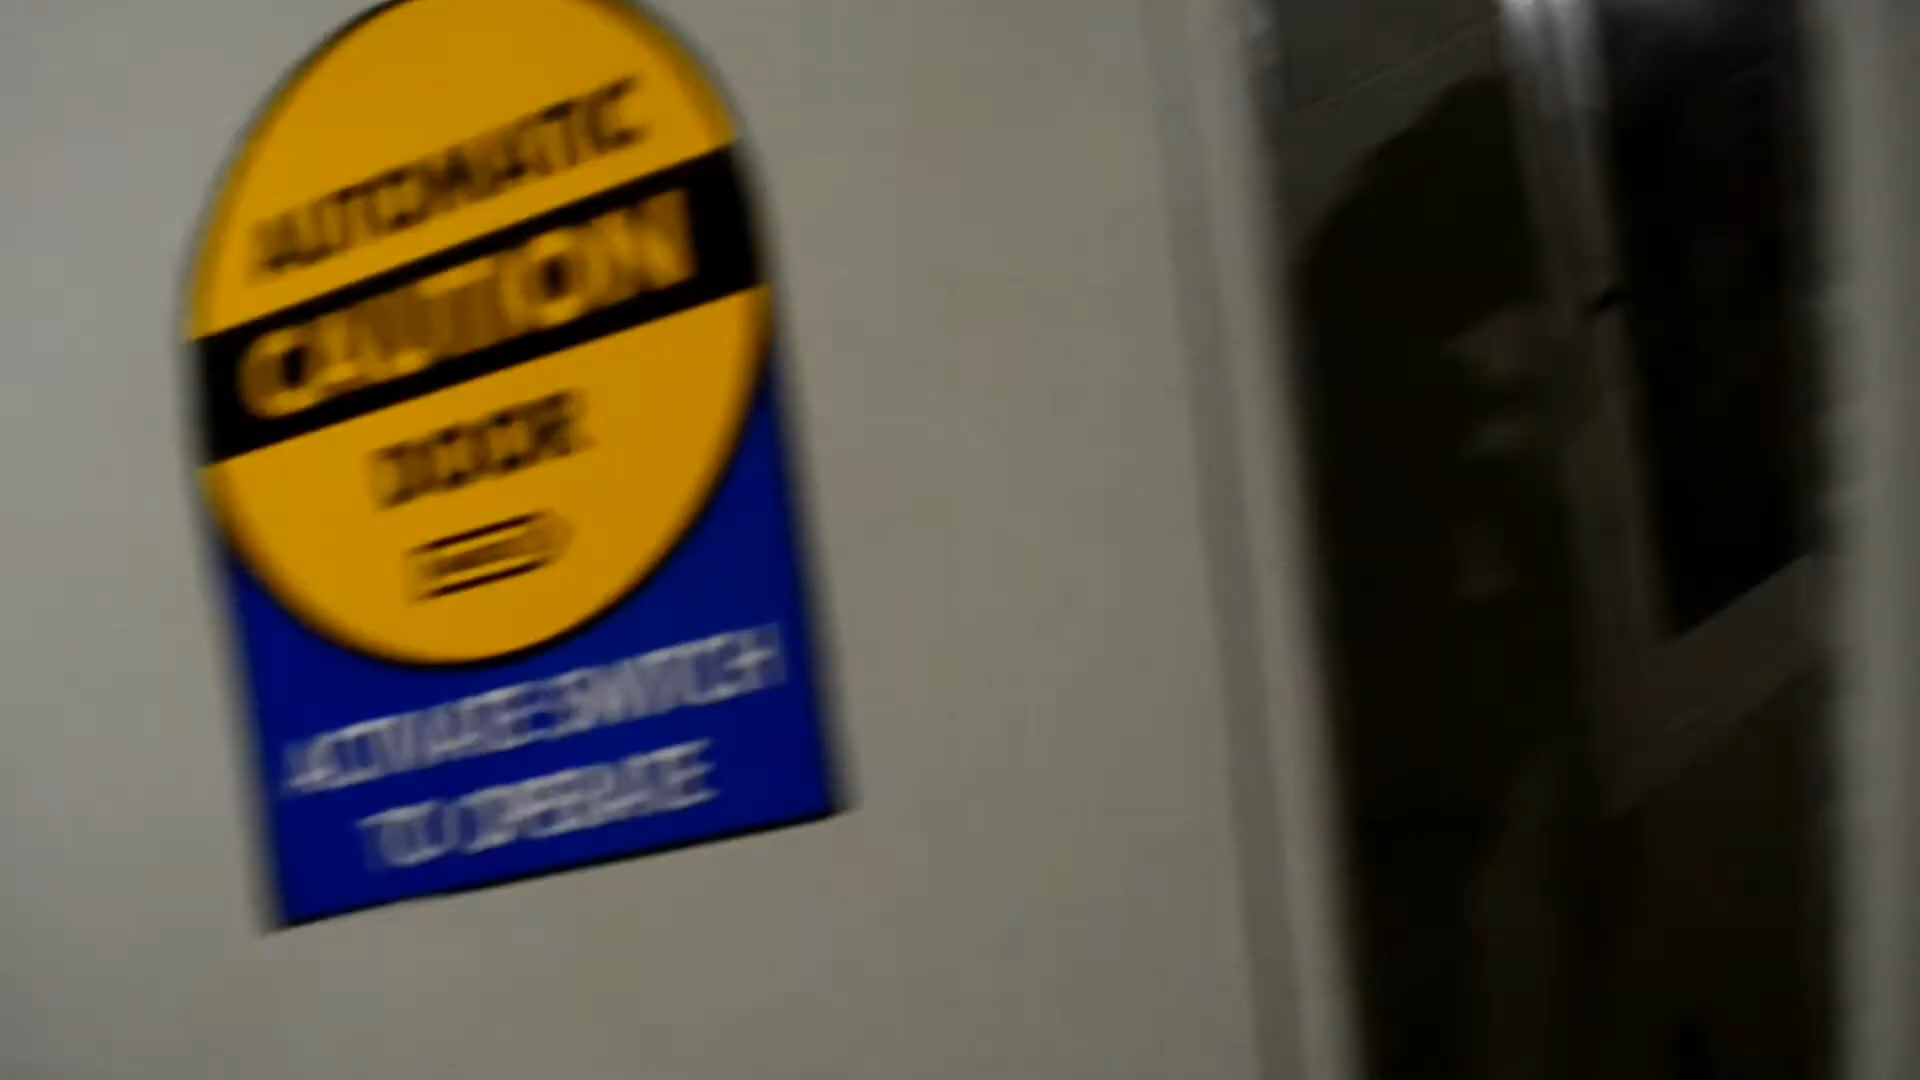 AUTOMATIC
CAUTION
DOOR
ACTIVATE SWITCH
TO OPERATE